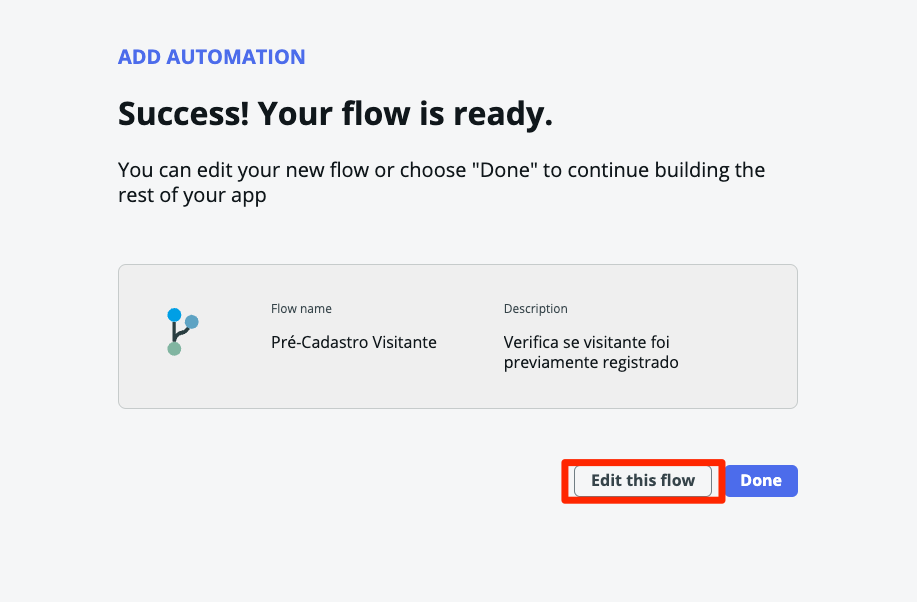 ADD AUTOMATION
Success! Your flow is ready.
You can edit your new flow or choose "Done" to continue building the
rest of your app
Flow name
Description
Pré-Cadastro Visitante
Verifica se visitante foi
previamente registrado
Edit this flow
Done